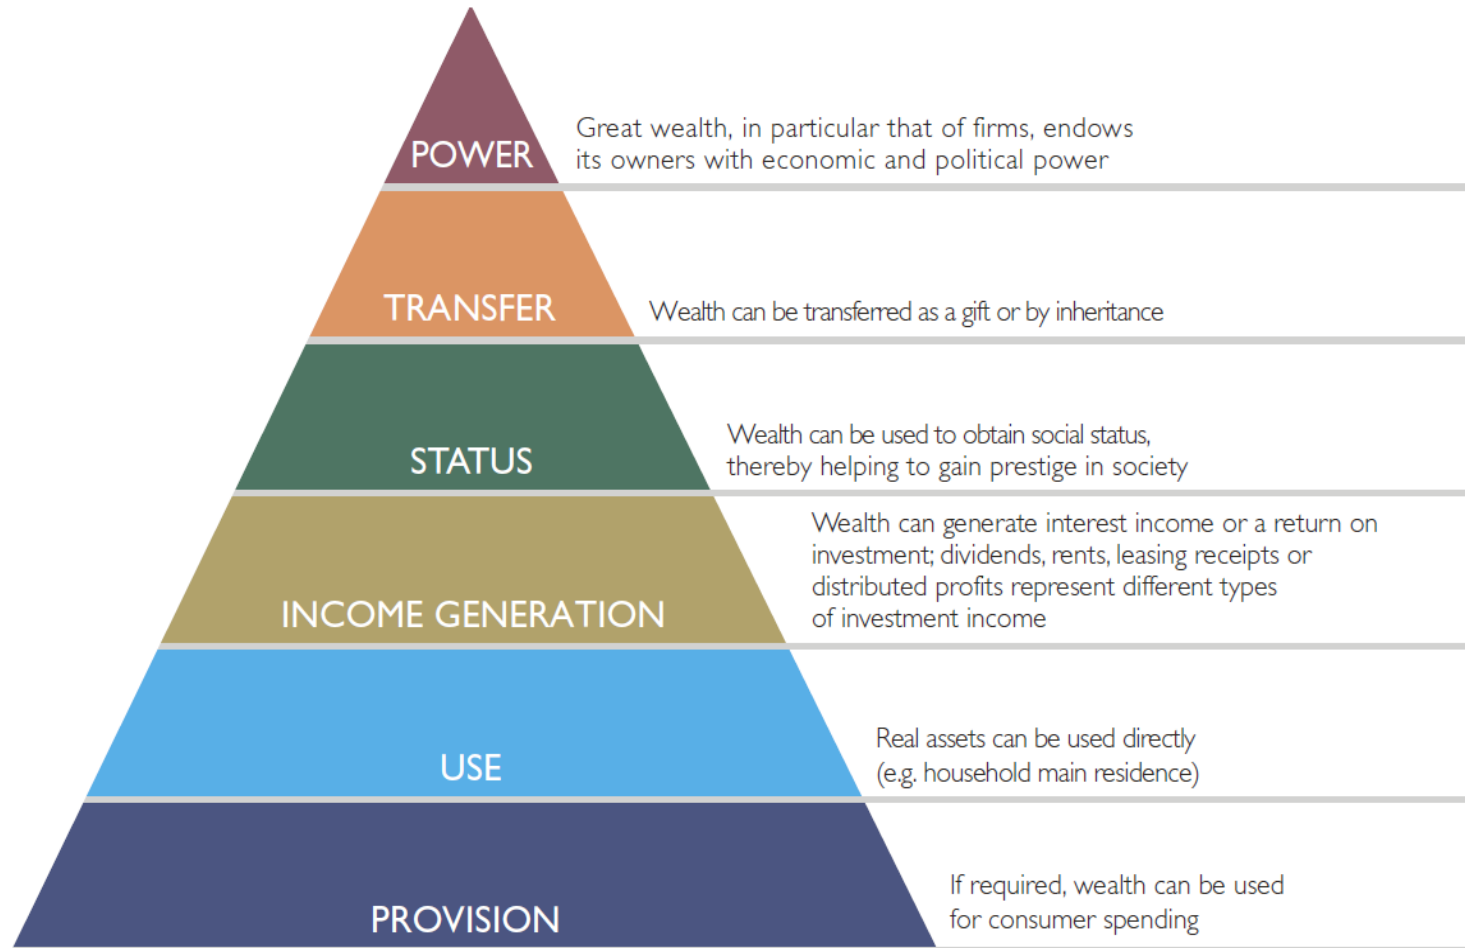 POWER
Great wealth, in particular that of firms, endows
its owners with economic and political power
TRANSFER
Wealth can be transferred as a gift or by inheritance
STATUS
Wealth can be used to obtain social status,
thereby helping to gain prestige in society
INCOME GENERATION
Wealth can generate interest income or a return on
investment; dividends, rents, leasing receipts or
distributed profits represent different types
of investment income
USE
Real assets can be used directly
(e.g. household main residence)
PROVISION
If required, wealth can be used
for consumer spending